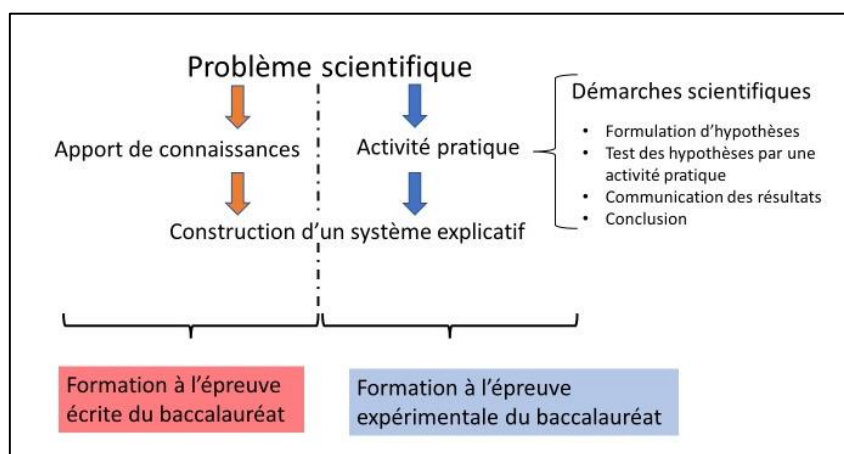 Problème scientifique
Apport de connaissances
Activité pratique
Démarches scientifiques
• Formulation d’hypothèses
• Test des hypothèses par une
activité pratique
• Communication des résultats
• Conclusion
Construction d’un système explicatif
Formation à l’épreuve
écrite du baccalauréat
Formation à l’épreuve
expérimentale du baccalauréat